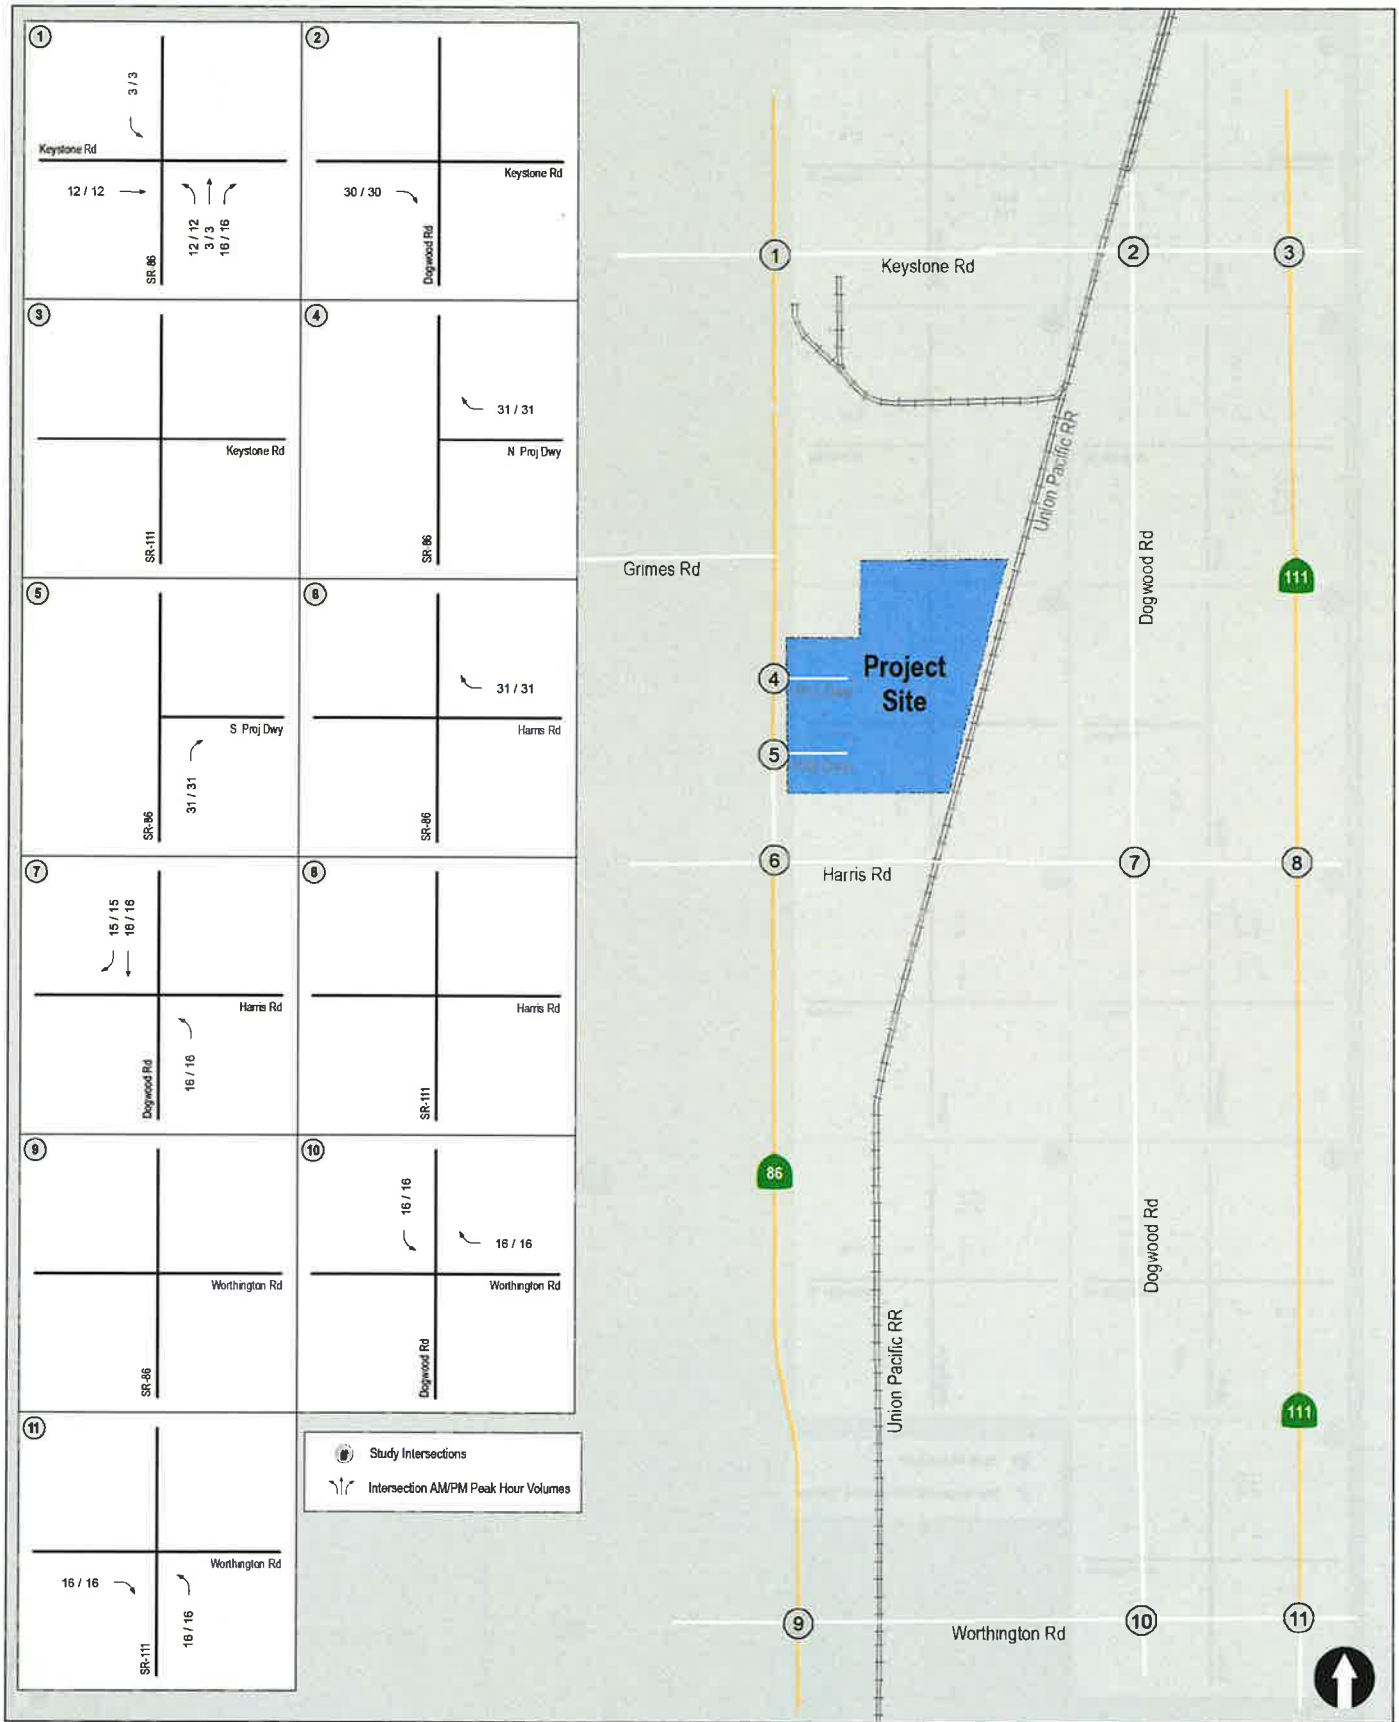 1
3 / 3
Keystone Rd
12 / 12
12 / 12
3 / 3
16 / 16
SR-86
2
Keystone Rd
30 / 30
Dogwood Rd
3
Keystone Rd
SR-111
4
31 / 31
N Proj Dwy
SR-86
5
S Proj Dwy
31 / 31
SR-86
6
31 / 31
Harris Rd
SR-86
7
15 / 15
16 / 16
Harris Rd
16 / 16
Dogwood Rd
8
Harris Rd
SR-111
9
Worthington Rd
SR-86
10
16 / 16
16 / 16
Worthington Rd
Dogwood Rd
11
Worthington Rd
16 / 16
16 / 16
SR-111
#
Study Intersections
Intersection AM/PM Peak Hour Volumes
1
Keystone Rd
2
3
Union Pacific RR
Grimes Rd
Dogwood Rd
111
Project
Site
4
5
6
Harris Rd
7
8
86
Dogwood Rd
Union Pacific RR
111
9
Worthington Rd
10
11